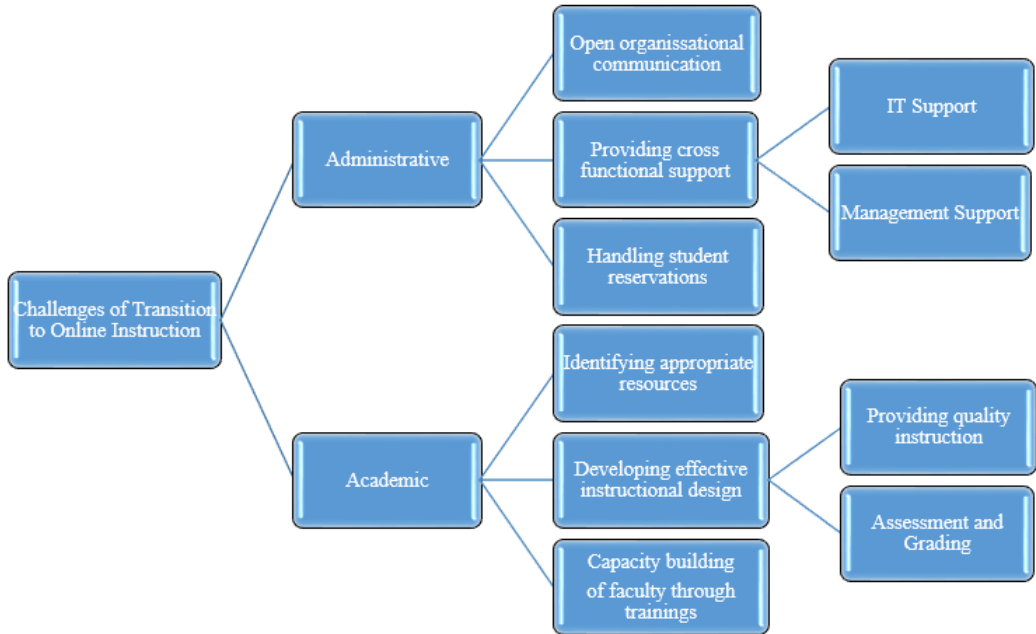 Open organissational
communication
IT Support
Administrative
Providing cross
functional support
Management Support
Handling student
reservations
Challenges of Transition
to Online Instruction
Identifying appropriate
resources
Providing quality
instruction
Academic
Developing effective
instructional design
Assessment and
Grading
Capacity building
of faculty through
trainings